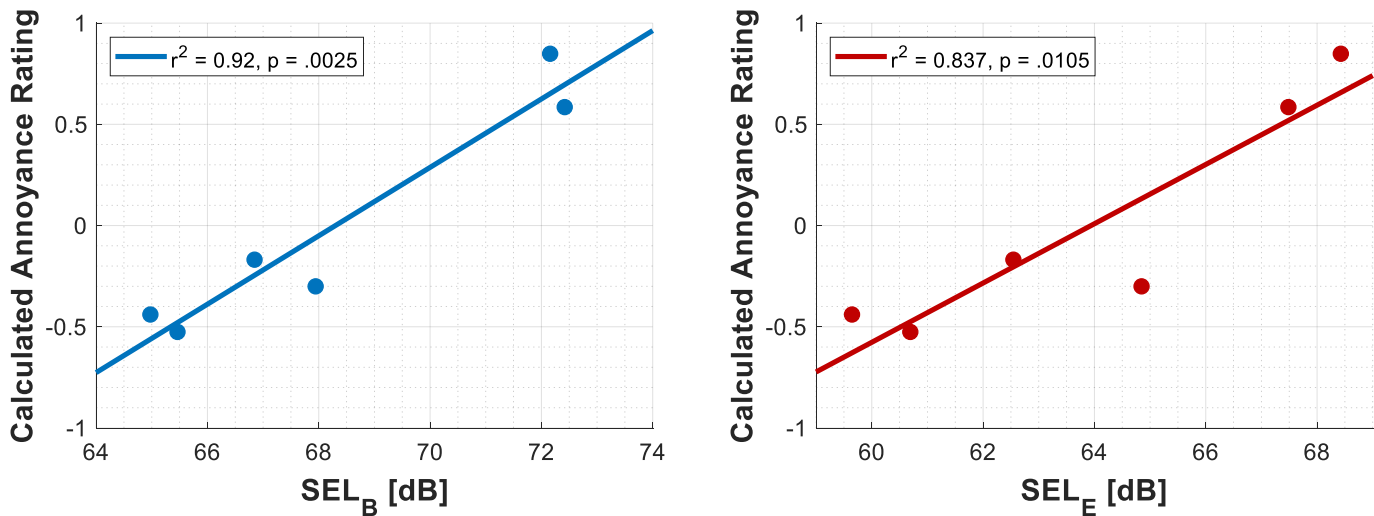 Calculated Annoyance Rating
1
0.5
0
-0.5
-1
r² = 0.92, p = .0025
64 66 68 70 72 74
SEL_B [dB]
Calculated Annoyance Rating
1
0.5
0
-0.5
-1
r² = 0.837, p = .0105
60 62 64 66 68
SEL_E [dB]